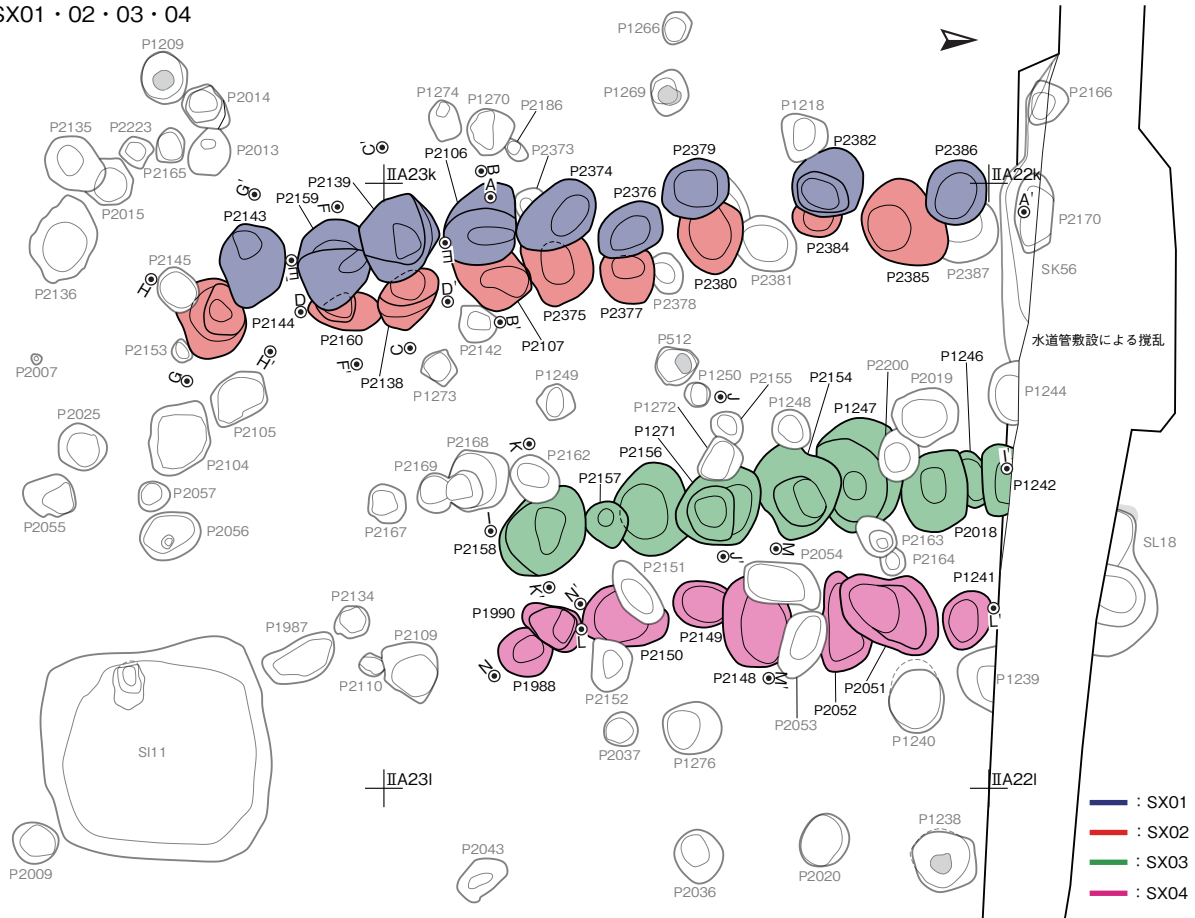 SX01・02・03・04
P1209
P1266
P2014
P1269
P1274
P1270
P2186
P1218
P2166
P2135
P2223
P2013
P2165
P2106
P2373
P2374
P2379
P2382
P2386
ⅡA23k
ⅡA22k
C'
B
A
A'
P2139
P2015
G'
F
P2159
P2143
P2376
P2170
P2136
P2145
E
E'
P2384
P2385
P2387
P2380
P2381
SK56
H
D
D'
P2378
P2144
P2160
P2375
P2377
B'
P2107
P2142
P2153
H'
C
F'
G
P2138
水道管敷設による撹乱
P2007
P512
P1246
P1273
P1249
P1250
P2155
P2154
P2200
P2019
P1244
J
P1272
P1248
P1247
P2025
P2105
P1271
P2168
K
P2156
P2104
P2169
P2162
P2157
I'
P1242
P2057
P2055
P2056
P2167
I
P2158
P2018
P2163
P2164
SL18
M
J'
P2054
P2151
K'
N'
P1241
P2134
P1990
L'
P1987
P2109
L
P2149
P2150
P2110
N
P1988
P2148
M'
P2051
P2052
P2053
P1239
P2152
P1240
P2037
P1276
SI11
ⅡA23l
ⅡA22l
：SX01
：SX02
：SX03
：SX04
P2009
P2043
P2036
P2020
P1238